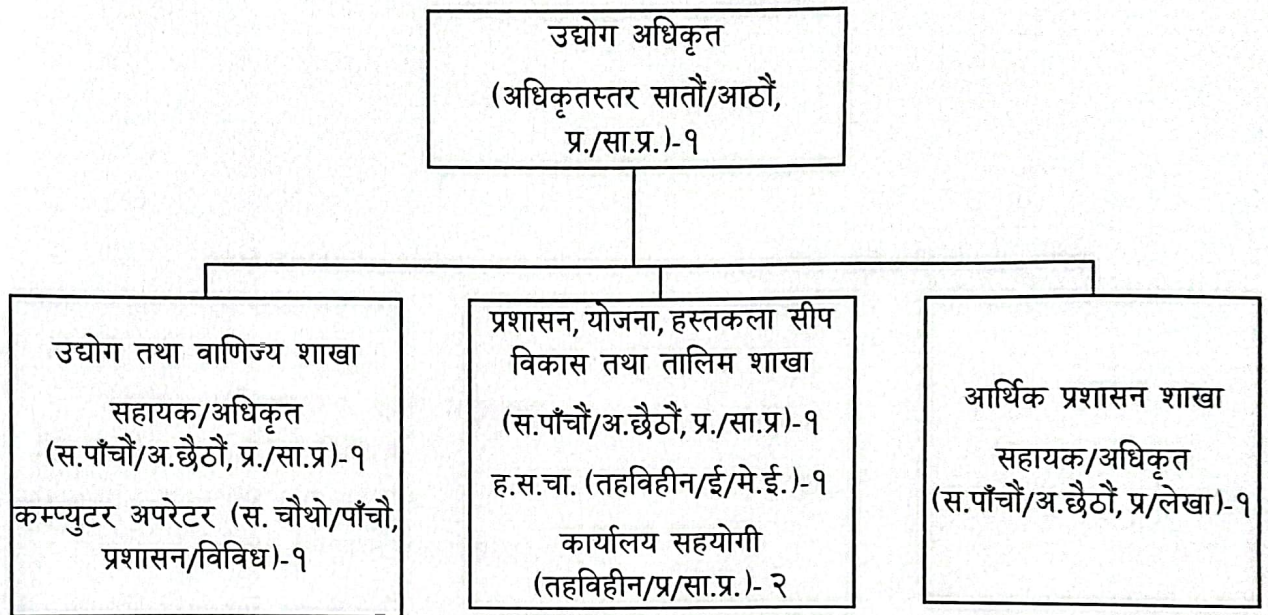 उद्योग अधिकृत
(अधिकृतस्तर सातौं/आठौं,
प्र./सा.प्र.)-१
उद्योग तथा वाणिज्य शाखा
सहायक/अधिकृत
(स.पाँचौं/अ.छैठौं, प्र./सा.प्र)-१
कम्प्युटर अपरेटर (स. चौथो/पाँचौ,
प्रशासन/विविध)-१
प्रशासन, योजना, हस्तकला सीप
विकास तथा तालिम शाखा
(स.पाँचौं/अ.छैठौं, प्र./सा.प्र)-१
ह.स.चा. (तहविहीन/ई/मे.ई.)-१
कार्यालय सहयोगी
(तहविहीन/प्र/सा.प्र.)- २
आर्थिक प्रशासन शाखा
सहायक/अधिकृत
(स.पाँचौं/अ.छैठौं, प्र/लेखा)-१